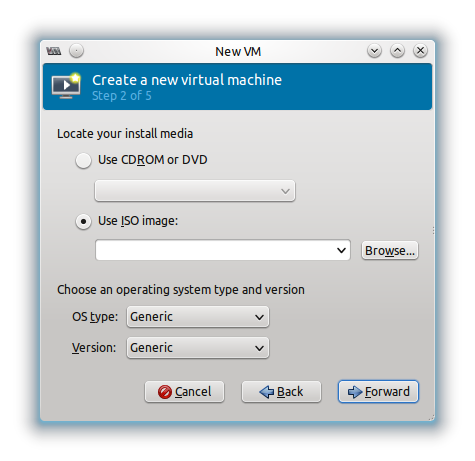 New VM
Create a new virtual machine
Step 2 of 5
Locate your install media
Use CDROM or DVD
Use ISO image:
Browse...
Choose an operating system type and version
OS type: Generic
Version: Generic
Cancel Back Forward